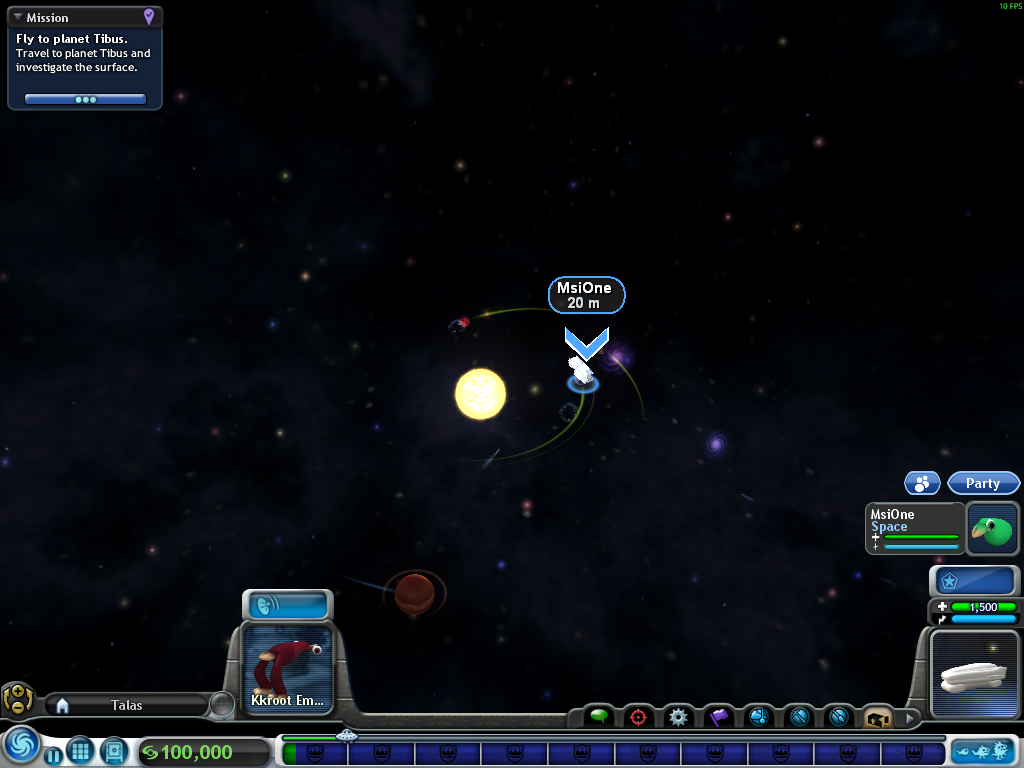 10 FPS
Mission
Fly to planet Tibus.
Travel to planet Tibus and
investigate the surface.
MsiOne
20 m
Party
MsiOne
Space
1,500
Kkroot Em...
Talas
100,000